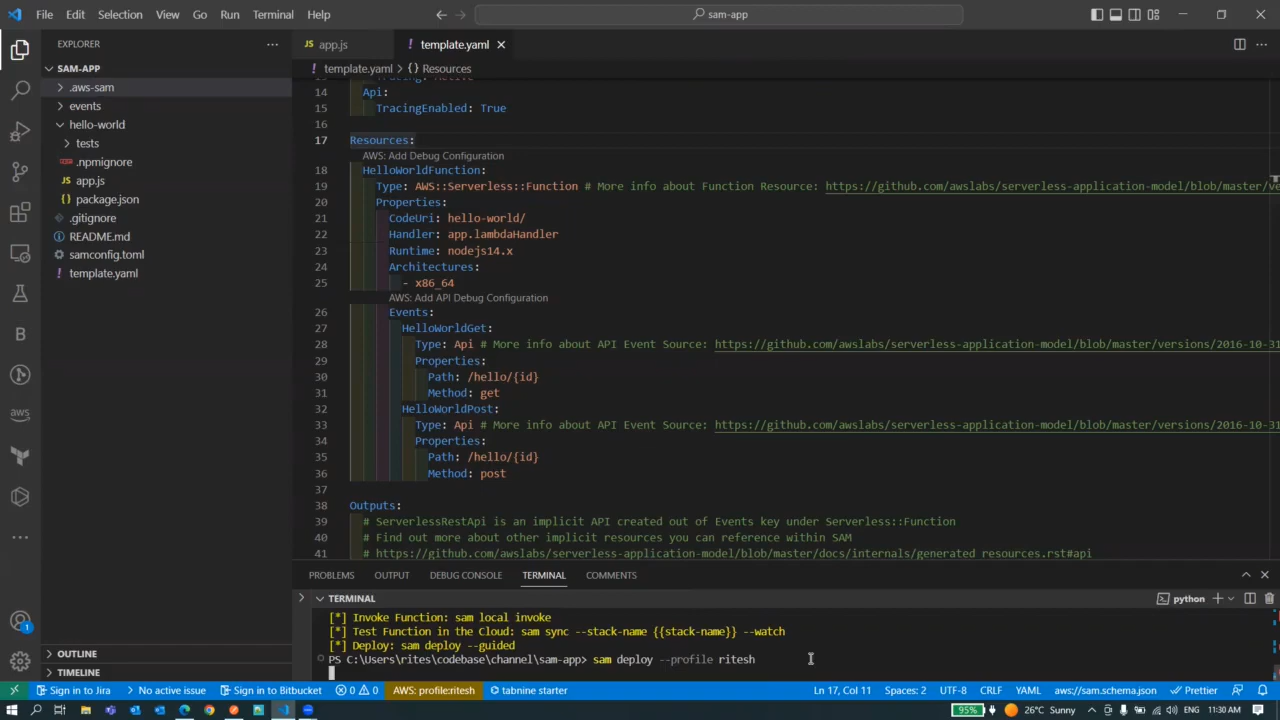 File Edit Selection View Go Run Terminal Help
sam-app
EXPLORER
SAM-APP
.aws-sam
events
hello-world
tests
.npmignore
app.js
package.json
.gitignore
README.md
samconfig.toml
template.yaml
OUTLINE
TIMELINE
app.js template.yaml
template.yaml > {} Resources
14 Api:
15 TracingEnabled: True
16
17 Resources:
AWS: Add Debug Configuration
18 HelloWorldFunction:
19 Type: AWS::Serverless::Function # More info about Function Resource: https://github.com/awslabs/serverless-application-model/blob/master/ve
20 Properties:
21 CodeUri: hello-world/
22 Handler: app.lambdaHandler
23 Runtime: nodejs14.x
24 Architectures:
25 - x86_64
AWS: Add API Debug Configuration
26 Events:
27 HelloWorldGet:
28 Type: Api # More info about API Event Source: https://github.com/awslabs/serverless-application-model/blob/master/versions/2016-10-31
29 Properties:
30 Path: /hello/{id}
31 Method: get
32 HelloWorldPost:
33 Type: Api # More info about API Event Source: https://github.com/awslabs/serverless-application-model/blob/master/versions/2016-10-31
34 Properties:
35 Path: /hello/{id}
36 Method: post
37
38 Outputs:
39 # ServerlessRestApi is an implicit API created out of Events key under Serverless::Function
40 # Find out more about other implicit resources you can reference within SAM
41 # https://github.com/awslabs/serverless-application-model/blob/master/docs/internals/generated_resources.rst#api
PROBLEMS OUTPUT DEBUG CONSOLE TERMINAL COMMENTS
TERMINAL python
[*] Invoke Function: sam local invoke
[*] Test Function in the Cloud: sam sync --stack-name {{stack-name}} --watch
[*] Deploy: sam deploy --guided
PS C:\Users\rites\codebase\channel\sam-app> sam deploy --profile ritesh
Sign in to Jira No active issue Sign in to Bitbucket 0 0 AWS: profile:ritesh tabnine starter Ln 17, Col 11 Spaces: 2 UTF-8 CRLF YAML aws://sam.schema.json Prettier
95% 26°C Sunny ENG 11:30 AM